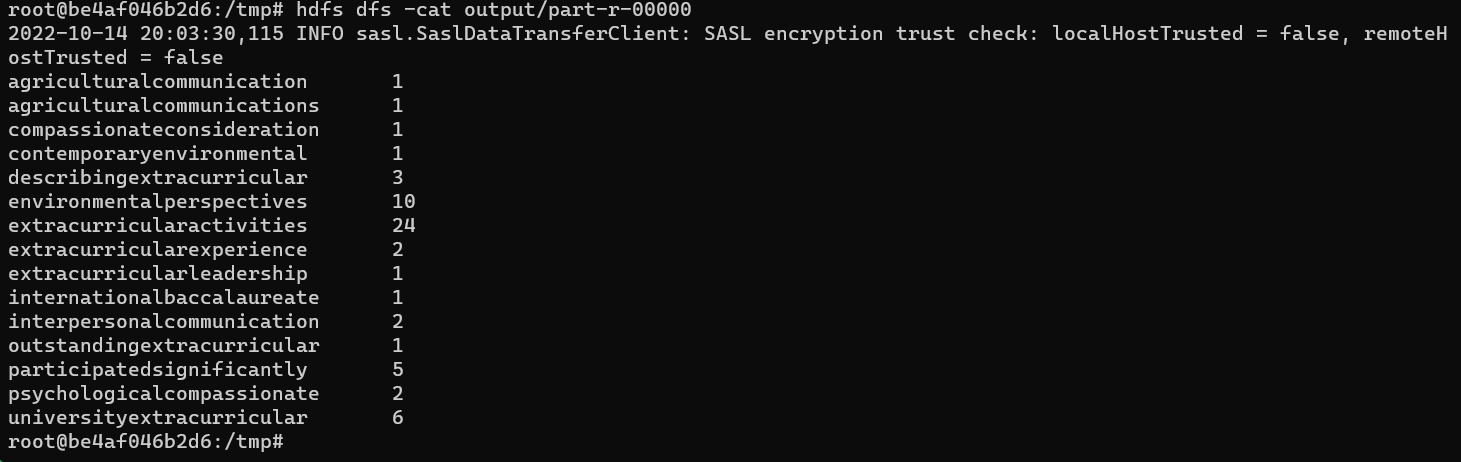 root@be4af046b2d6:/tmp# hdfs dfs -cat output/part-r-00000
2022-10-14 20:03:30,115 INFO sasl.SaslDataTransferClient: SASL encryption trust check: localHostTrusted = false, remoteH
ostTrusted = false
agriculturalcommunication 1
agriculturalcommunications 1
compassionateconsideration 1
contemporaryenvironmental 1
describingextracurricular 3
environmentalperspectives 10
extracurricularactivities 24
extracurricularexperience 2
extracurricularleadership 1
internationalbaccalaureate 1
interpersonalcommunication 2
outstandingextracurricular 1
participatedsignificantly 5
psychologicalcompassionate 2
universityextracurricular 6
root@be4af046b2d6:/tmp#